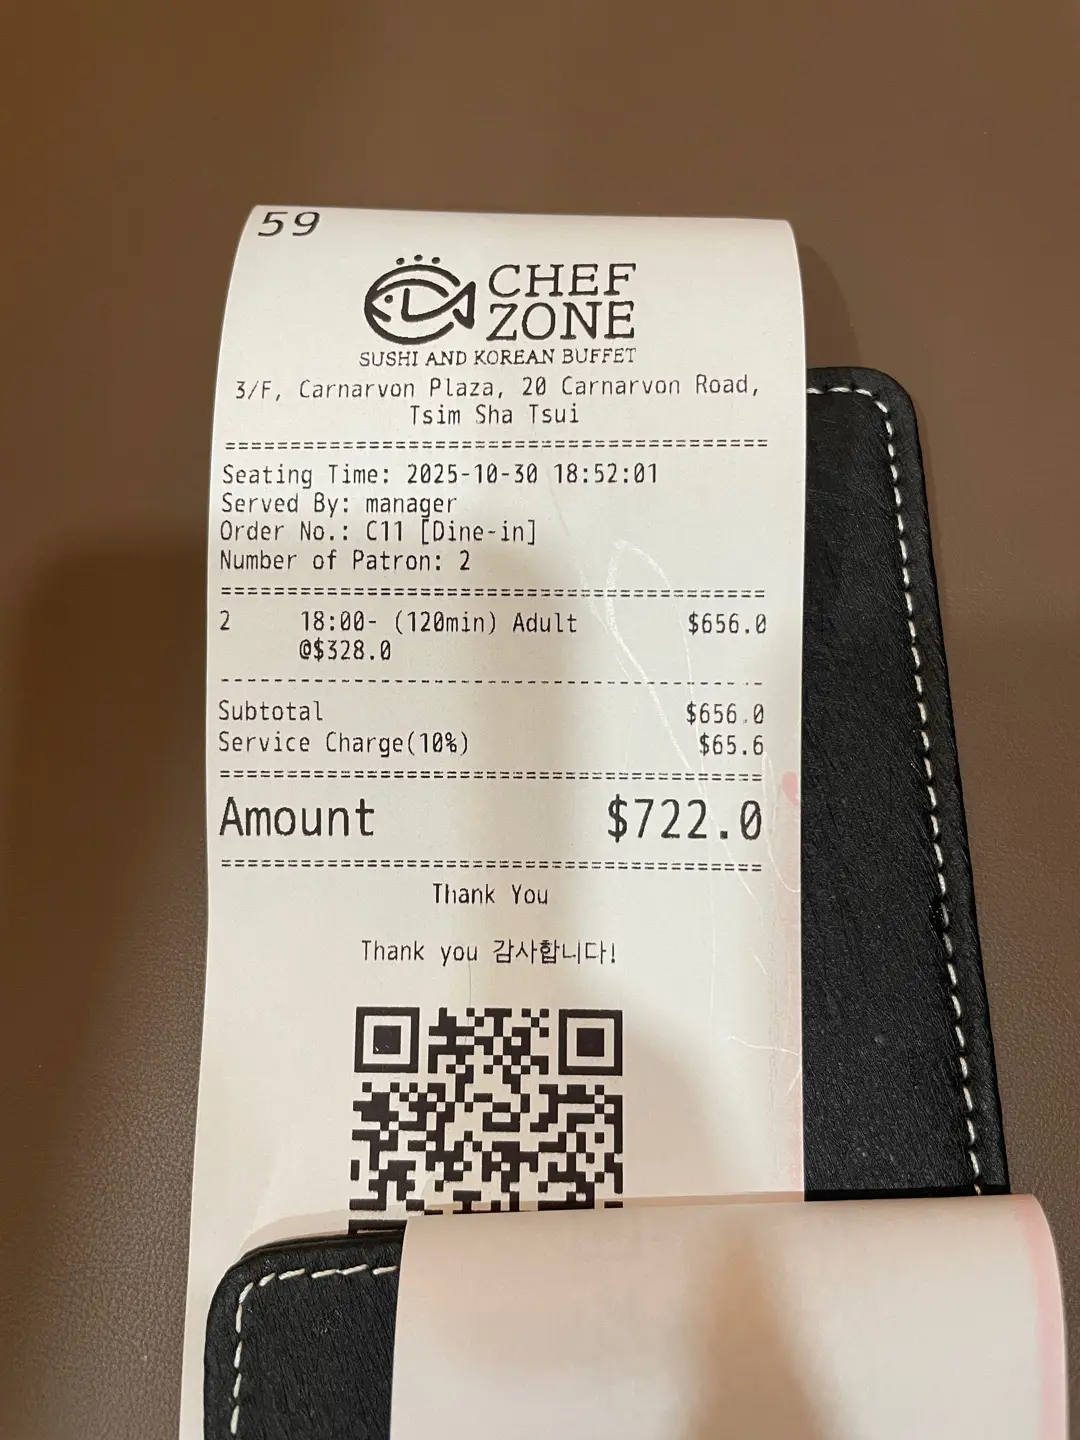 59
CHEF
ZONE
SUSHI AND KOREAN BUFFET
3/F, Carnarvon Plaza, 20 Carnarvon Road,
Tsim Sha Tsui
==========================================
Seating Time: 2025-10-30 18:52:01
Served By: manager
Order No.: C11 [Dine-in]
Number of Patron: 2
==========================================
2 18:00- (120min) Adult $656.0
@$328.0
------------------------------------------
Subtotal $656.0
Service Charge(10%) $65.6
==========================================
Amount $722.0
==========================================
Thank You
Thank you 감사합니다!